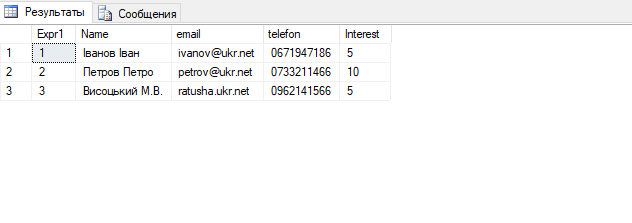 Результаты Сообщения
Expr1 Name email telefon Interest
1 1 Іванов Іван ivanov@ukr.net 0671947186 5
2 2 Петров Петро petrov@ukr.net 0733211466 10
3 3 Висоцький М.В. ratusha.ukr.net 0962141566 5